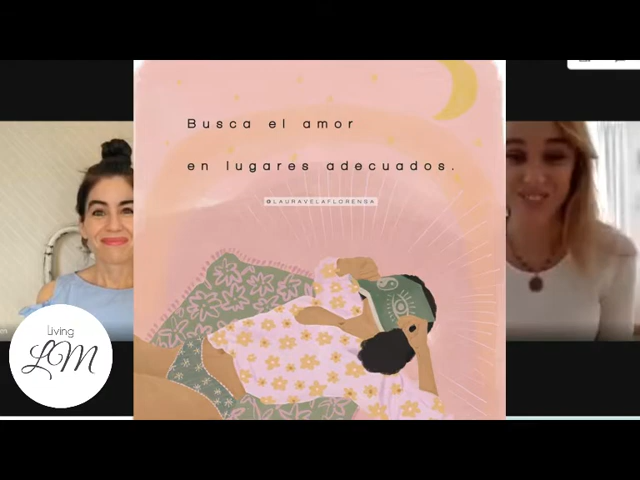 Busca el amor
en lugares adecuados.
@LAURAVELAFLORENSA
Living
LM